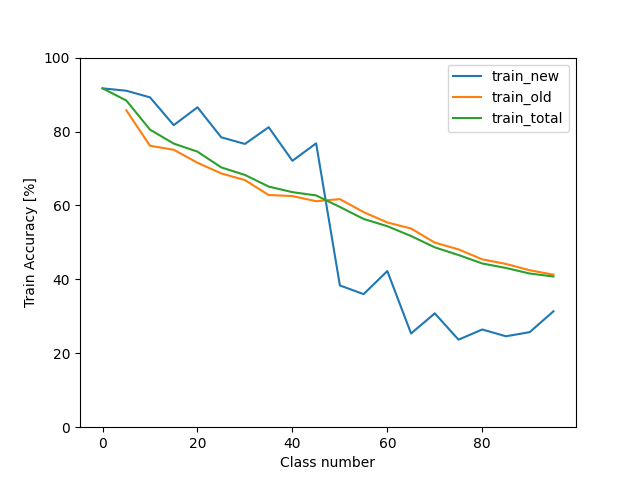 100
80
60
40
20
0
Train Accuracy [%]
train_new
train_old
train_total
0 20 40 60 80
Class number